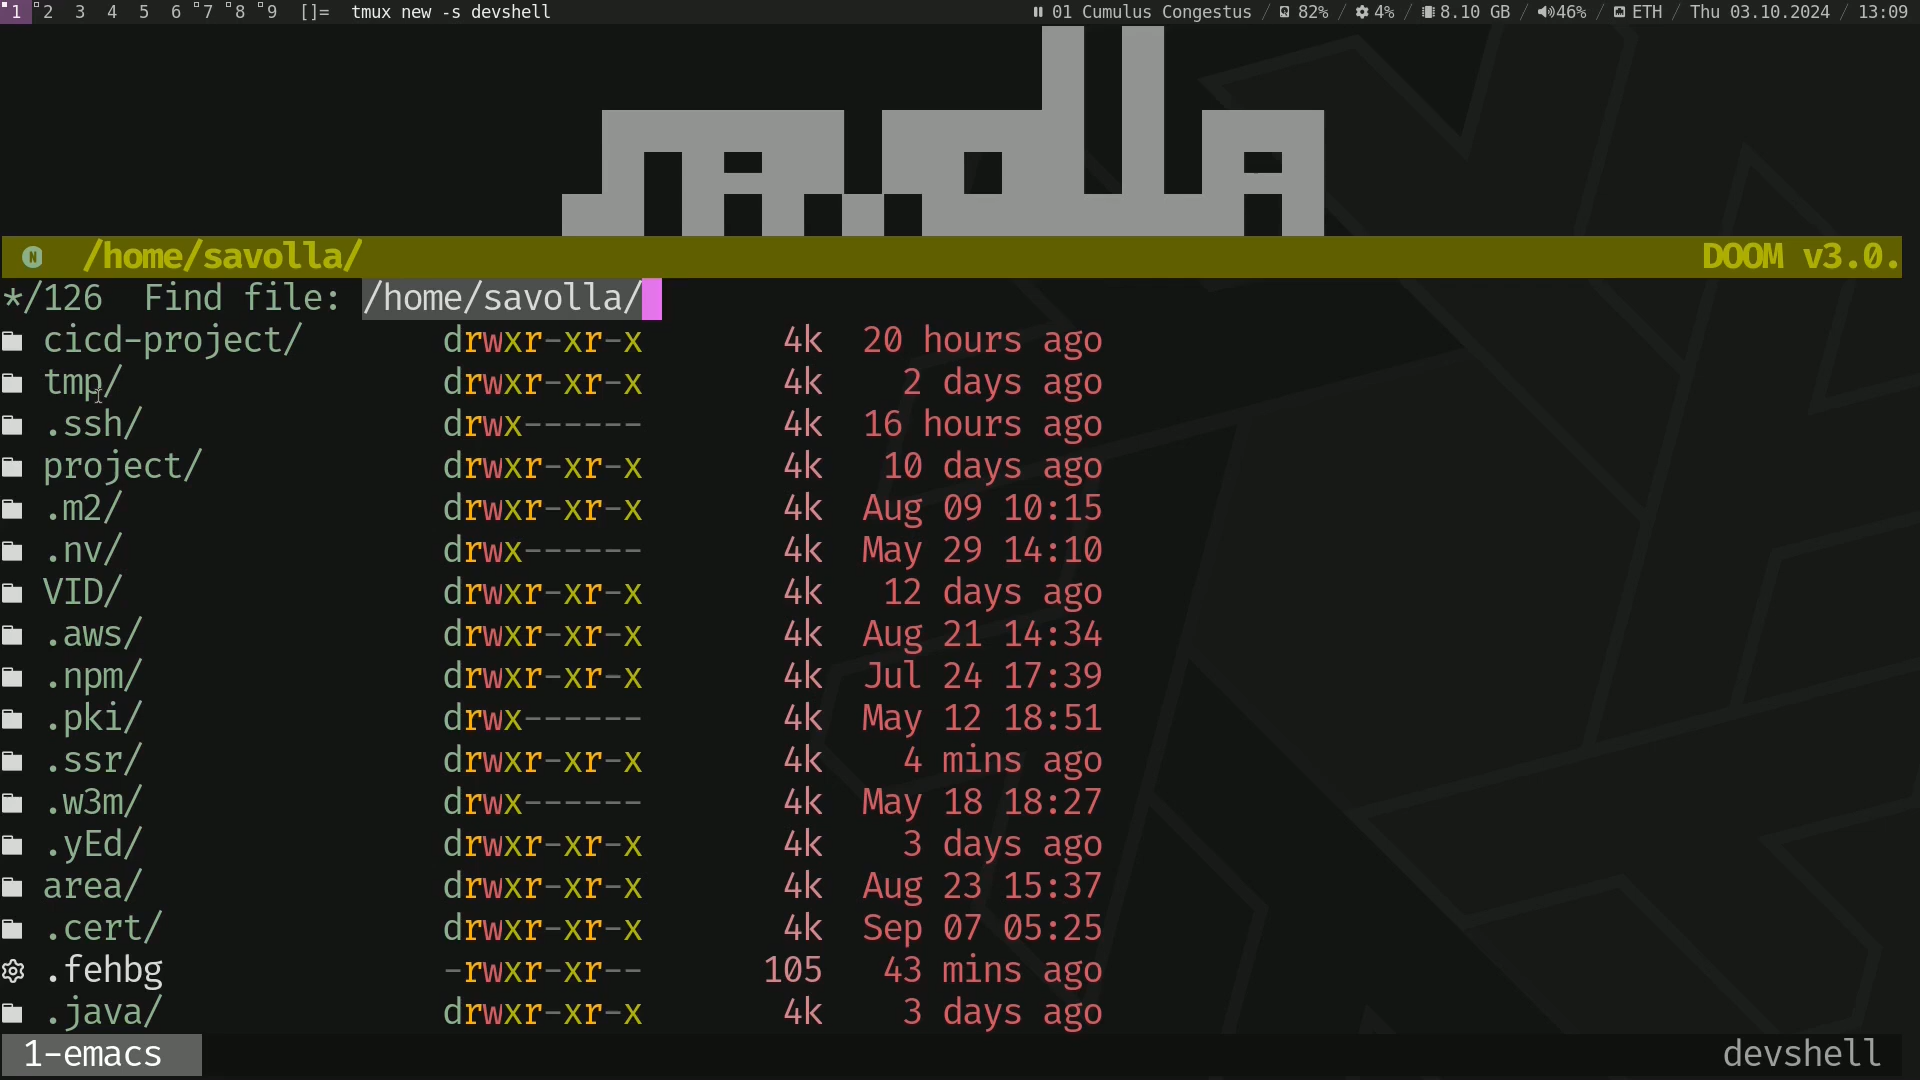 1 2 3 4 5 6 7 8 9 []= tmux new -s devshell 01 Cumulus Congestus / 82% / 4% / 8.10 GB / 46% / ETH / Thu 03.10.2024 / 13:09
N /home/savolla/ DOOM v3.0.
*/126 Find file: /home/savolla/
cicd-project/ drwxr-xr-x 4k 20 hours ago
tmp/ drwxr-xr-x 4k 2 days ago
.ssh/ drwx------ 4k 16 hours ago
project/ drwxr-xr-x 4k 10 days ago
.m2/ drwxr-xr-x 4k Aug 09 10:15
.nv/ drwx------ 4k May 29 14:10
VID/ drwxr-xr-x 4k 12 days ago
.aws/ drwxr-xr-x 4k Aug 21 14:34
.npm/ drwxr-xr-x 4k Jul 24 17:39
.pki/ drwx------ 4k May 12 18:51
.ssr/ drwxr-xr-x 4k 4 mins ago
.w3m/ drwx------ 4k May 18 18:27
.yEd/ drwxr-xr-x 4k 3 days ago
area/ drwxr-xr-x 4k Aug 23 15:37
.cert/ drwxr-xr-x 4k Sep 07 05:25
.fehbg -rwxr-xr-- 105 43 mins ago
.java/ drwxr-xr-x 4k 3 days ago
1-emacs devshell